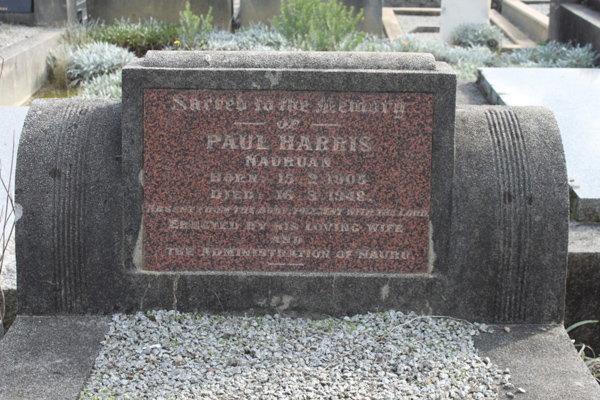 Sacred to the Memory
OF
PAUL HARRIS
NAURUAN
BORN: 15. 2. 1905
DIED: 16. 3. 1948.
ABSENT FROM THE BODY, PRESENT WITH THE LORD.
ERECTED BY HIS LOVING WIFE
AND
THE ADMINISTRATION OF NAURU